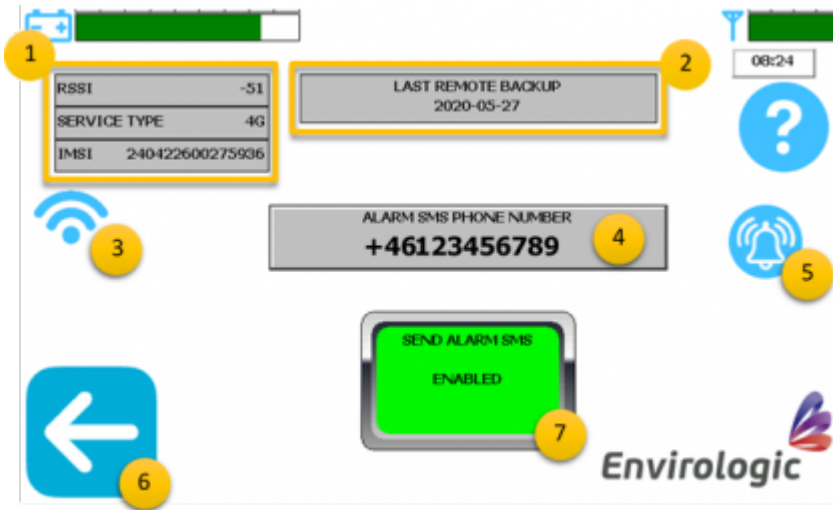 1
2
08:24
RSSI -51
SERVICE TYPE 4G
IMSI 240422600275936
LAST REMOTE BACKUP
2020-05-27
?
3
ALARM SMS PHONE NUMBER
+46123456789
4
5
SEND ALARM SMS
ENABLED
7
6
Envirologic